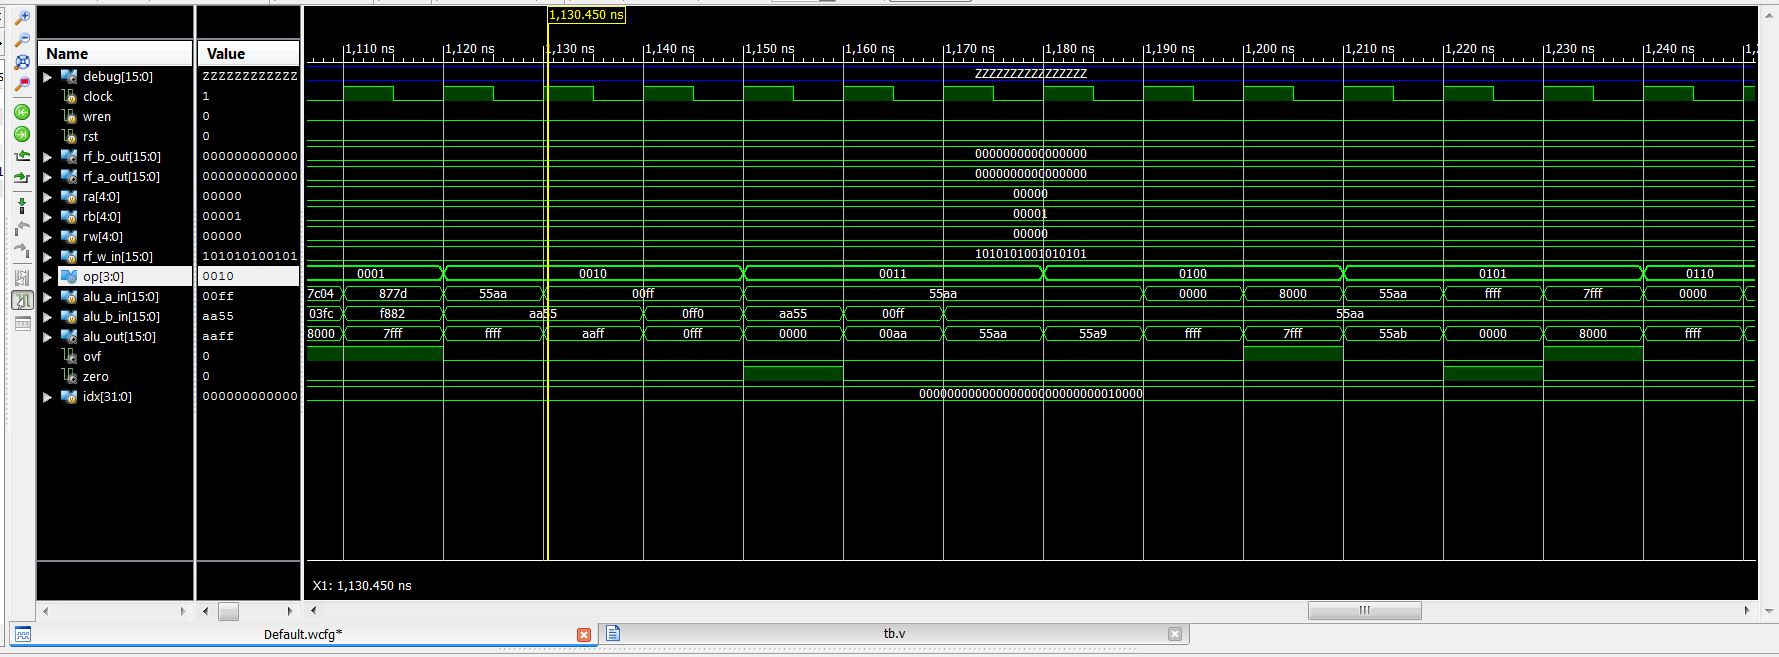 1,130.450 ns
Name Value
1,110 ns 1,120 ns 1,130 ns 1,140 ns 1,150 ns 1,160 ns 1,170 ns 1,180 ns 1,190 ns 1,200 ns 1,210 ns 1,220 ns 1,230 ns 1,240 ns
debug[15:0] ZZZZZZZZZZZZ ZZZZZZZZZZZZZZZZ
clock 1
wren 0
rst 0
rf_b_out[15:0] 000000000000 0000000000000000
rf_a_out[15:0] 000000000000 0000000000000000
ra[4:0] 00000 00000
rb[4:0] 00001 00001
rw[4:0] 00000 00000
rf_w_in[15:0] 101010100101 1010101001010101
op[3:0] 0010 0001 0010 0011 0100 0101 0110
alu_a_in[15:0] 00ff 7c04 877d 55aa 00ff 55aa 0000 8000 55aa ffff 7fff 0000
alu_b_in[15:0] aa55 03fc f882 aa55 0ff0 aa55 00ff 55aa
alu_out[15:0] aaff 8000 7fff ffff aaff 0fff 0000 00aa 55aa 55a9 ffff 7fff 55ab 0000 8000 ffff
ovf 0
zero 0
idx[31:0] 000000000000 00000000000000000000000000010000
X1: 1,130.450 ns
Default.wcfg* tb.v